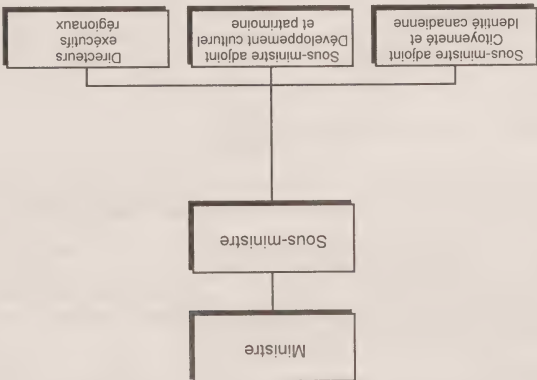 Ministre
Sous-ministre
Sous-ministre adjoint
Citoyenneté et
Identité canadienne
Sous-ministre adjoint
Développement culturel
et patrimoine
Directeurs
exécutifs
régionaux